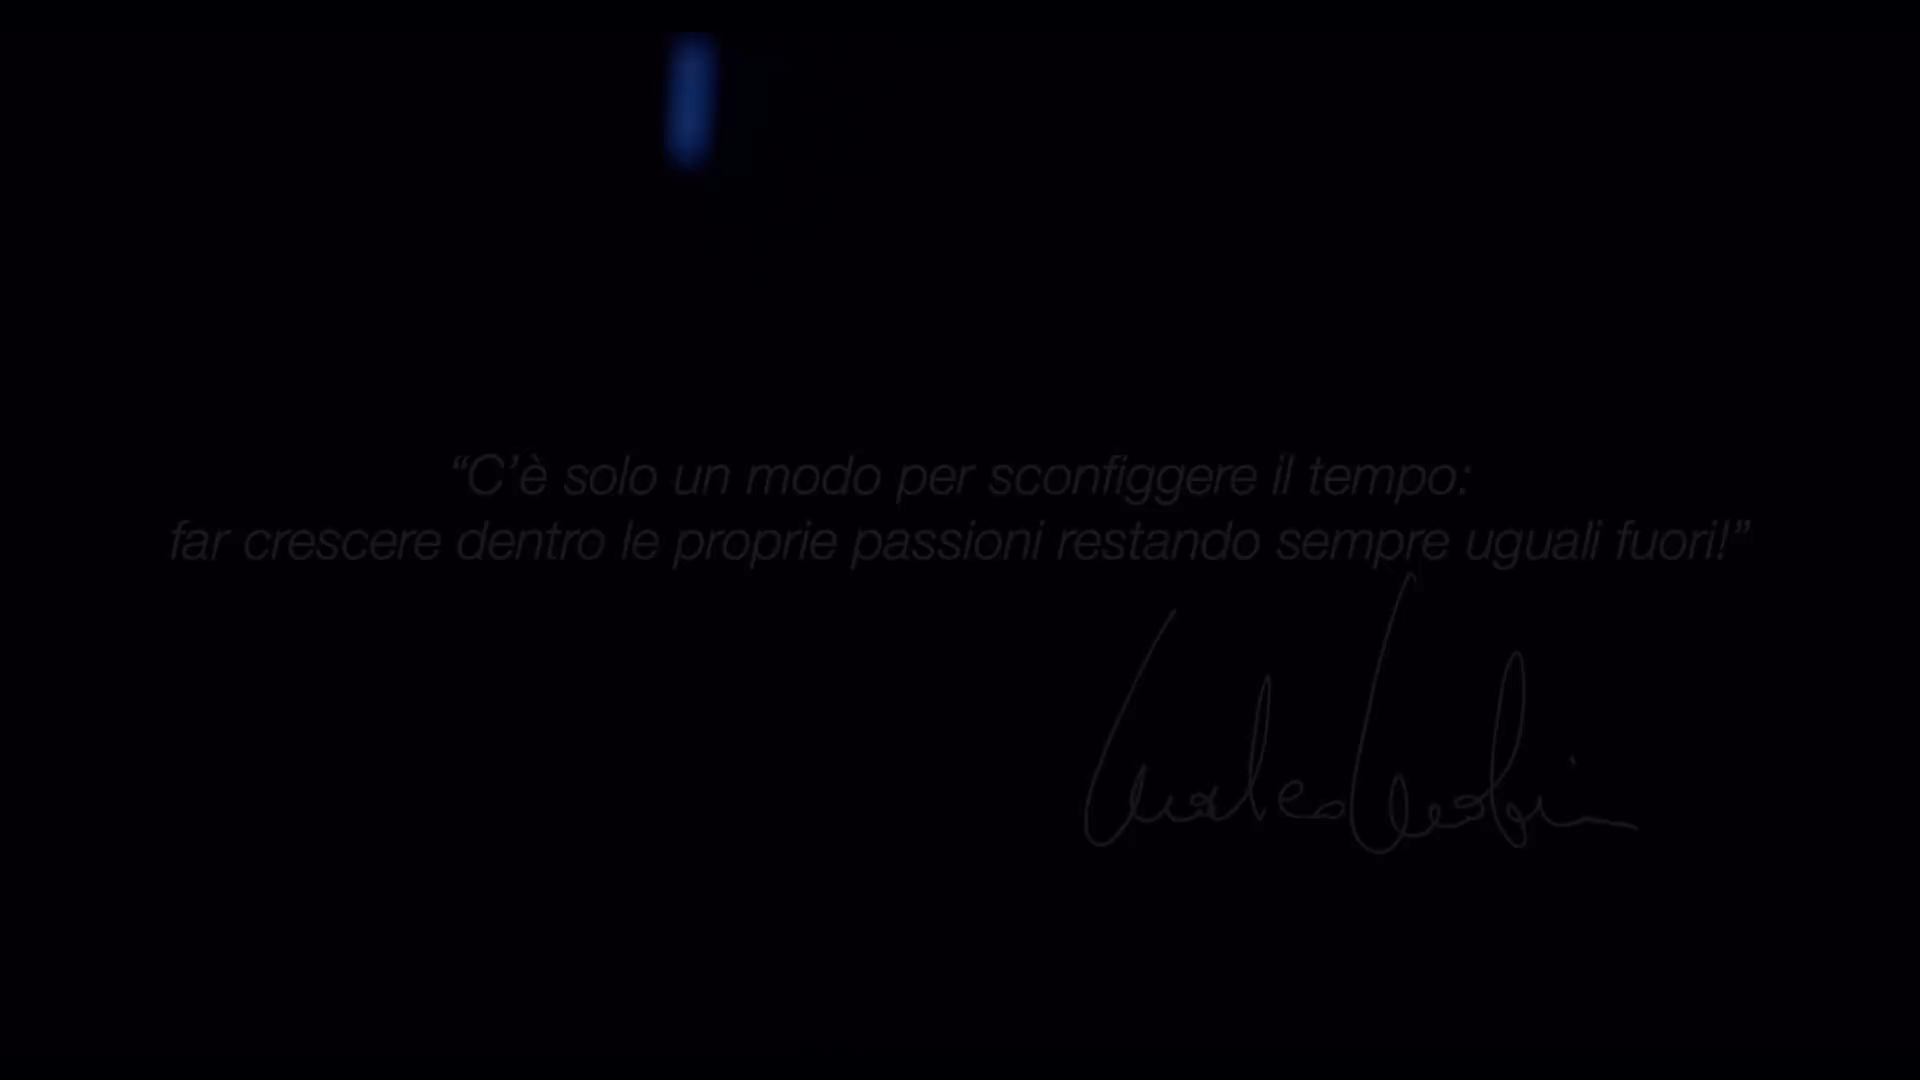 “C’è solo un modo per sconfiggere il tempo:
far crescere dentro le proprie passioni restando sempre uguali fuori!”